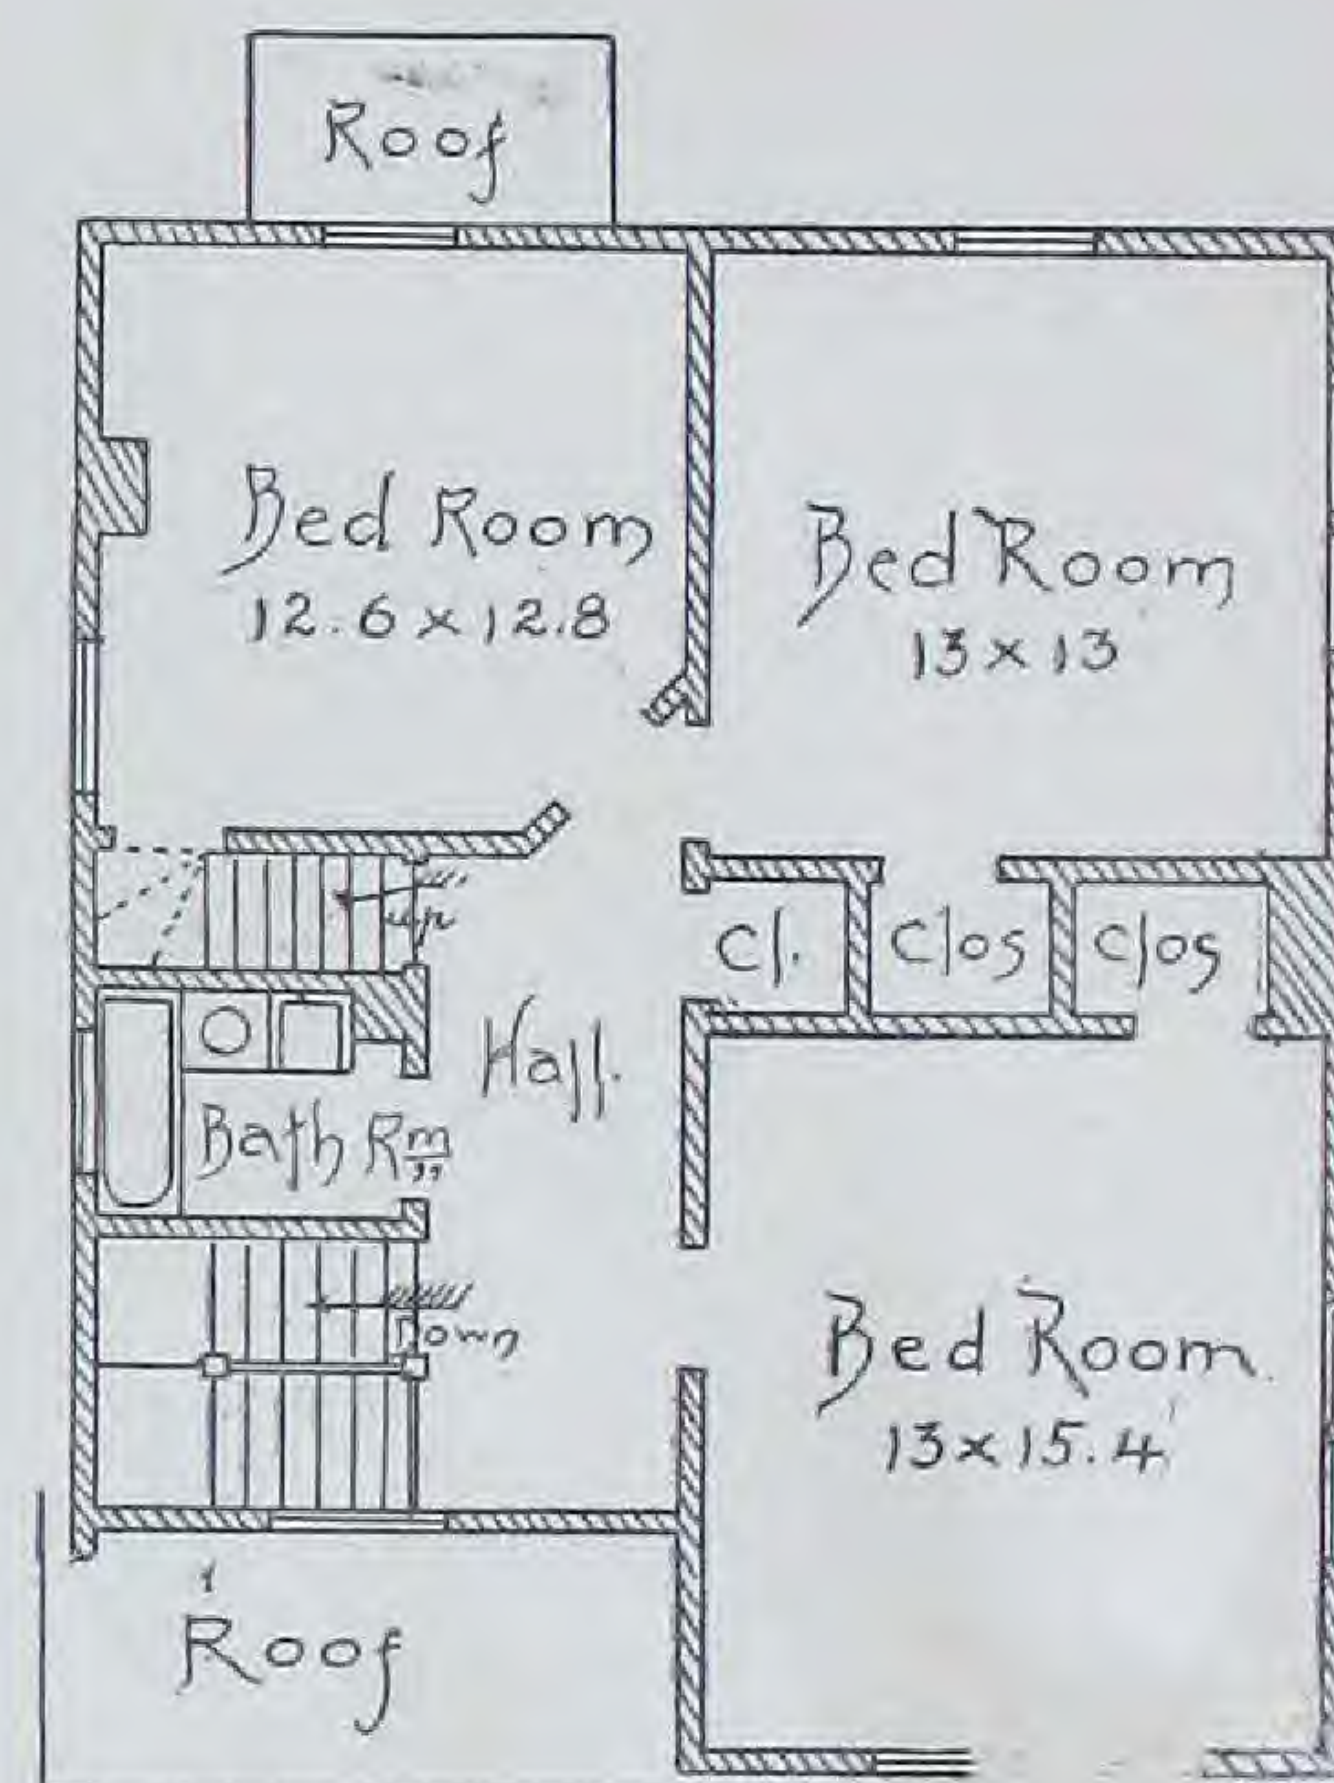 Roof
Bed Room
12.6 x 12.8
Bed Room
13 x 13
up
Cl.
Clos
Clos
Hall.
Bath Rm
Down
Bed Room
13 x 15.4
Roof